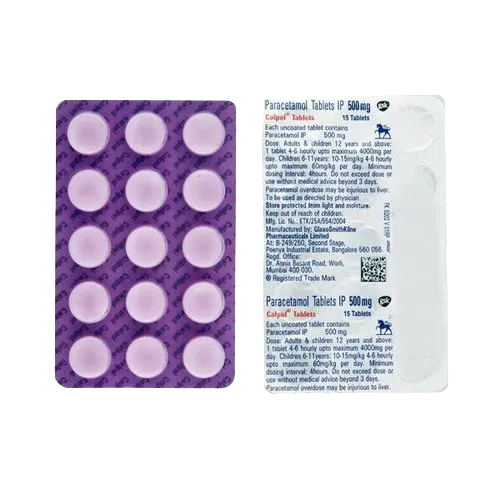 Paracetamol Tablets IP 500mg gsk
Calpol® Tablets 15 Tablets
Each uncoated tablet contains
Paracetamol IP 500 mg
Dose: Adults & children 12 years and above:
1 tablet 4-6 hourly upto maximum 4000mg per
day. Children 6-11years: 10-15mg/kg 4-6 hourly
upto maximum 60mg/kg per day. Minimum
dosing interval: 4hours. Do not exceed dose or
use without medical advice beyond 3 days.
Paracetamol overdose may be injurious to liver.
To be used as directed by physician
Store protected from light and moisture.
Keep out of reach of children.
Mfg. Lic. No.: KTK/25A/554/2004
Manufactured by: GlaxoSmithKline
Pharmaceuticals Limited
At: B-249/250, Second Stage,
Peenya Industrial Estate, Bangalore 560 058.
Regd. Office:
Dr. Annie Besant Road, Worli,
Mumbai 400 030.
® Registered Trade Mark
Paracetamol Tablets IP 500mg gsk
Calpol® Tablets 15 Tablets
Each uncoated tablet contains
Paracetamol IP 500 mg
Dose: Adults & children 12 years and above:
1 tablet 4-6 hourly upto maximum 4000mg per
day. Children 6-11years: 10-15mg/kg 4-6 hourly
upto maximum 60mg/kg per day. Minimum
dosing interval: 4hours. Do not exceed dose or
use without medical advice beyond 3 days.
Paracetamol overdose may be injurious to liver.